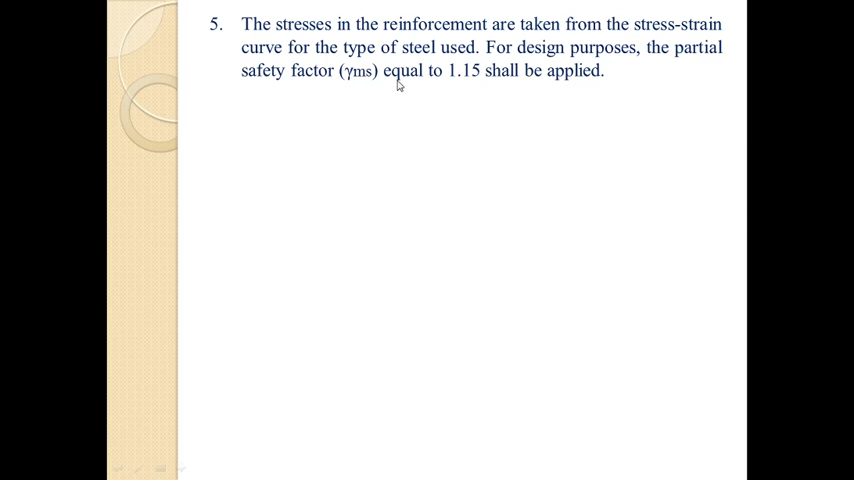 5. The stresses in the reinforcement are taken from the stress-strain
curve for the type of steel used. For design purposes, the partial
safety factor (γms) equal to 1.15 shall be applied.